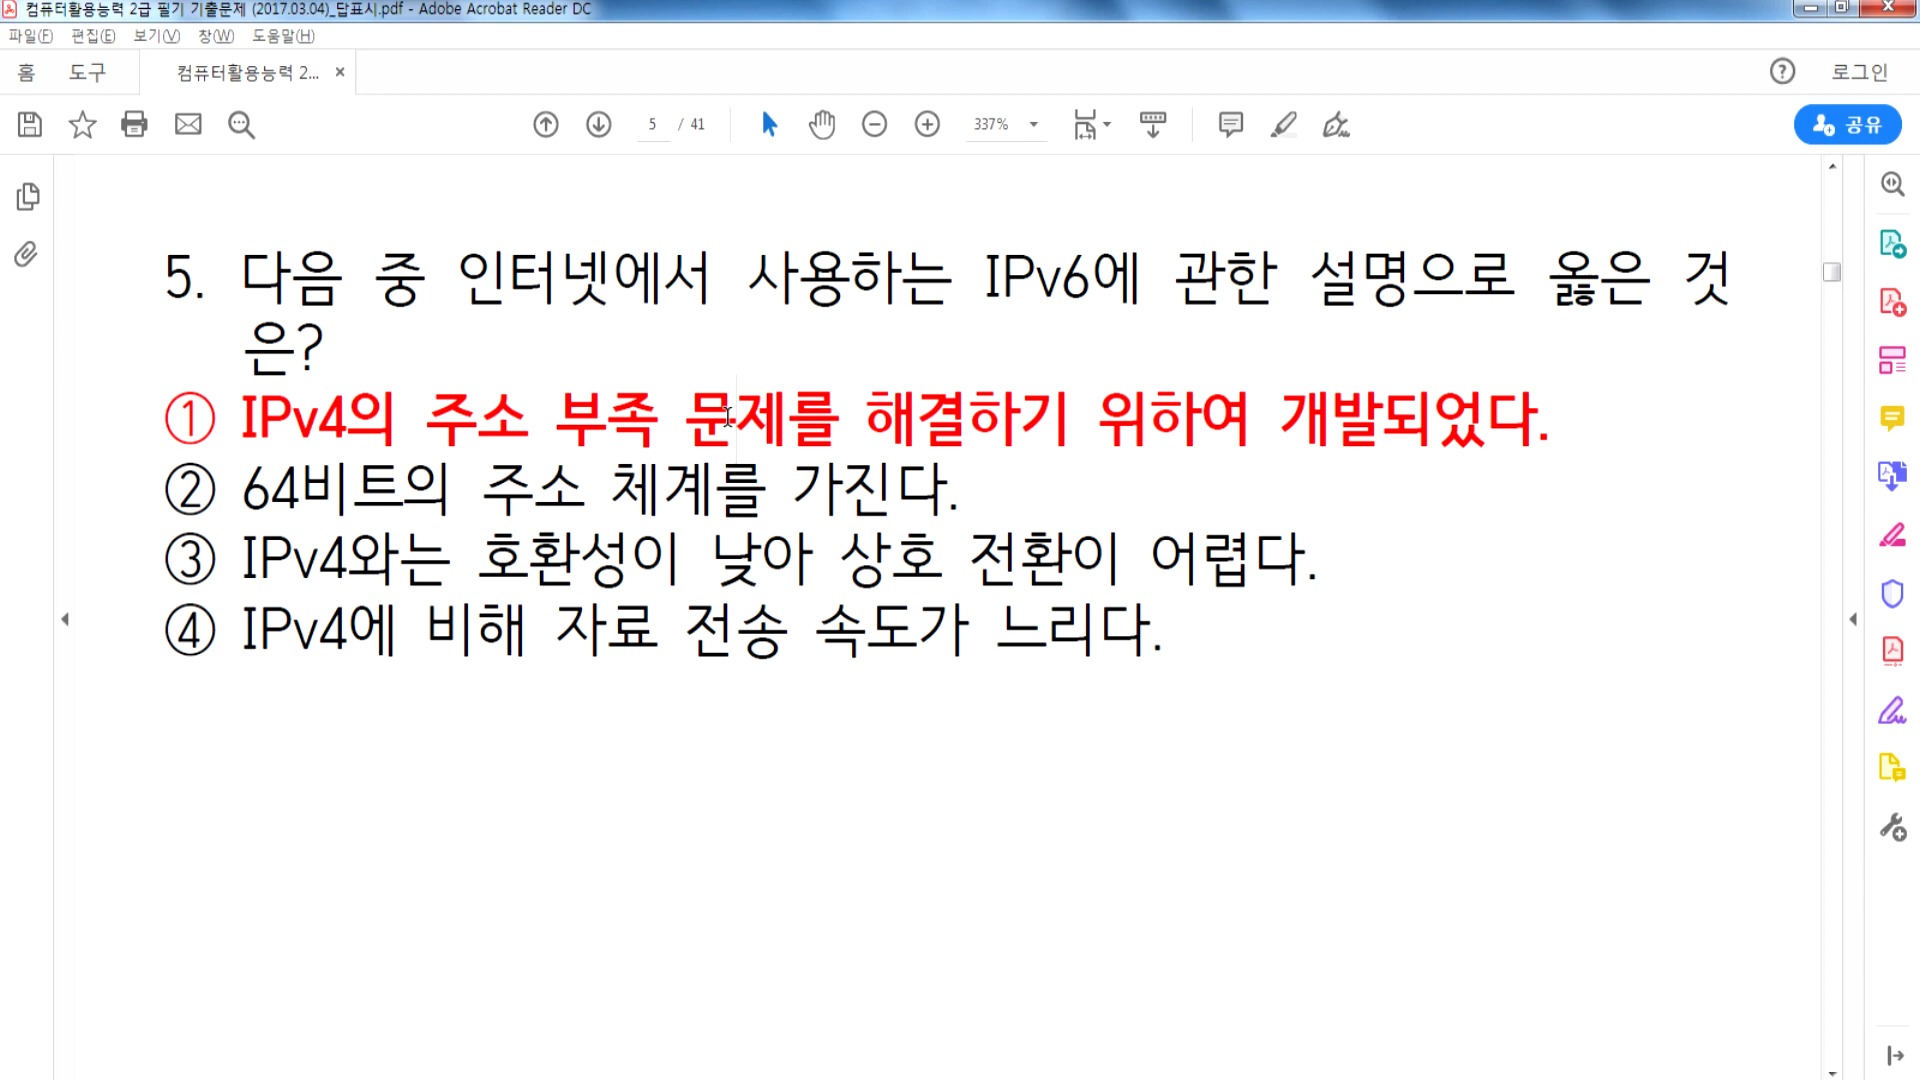 컴퓨터활용능력 2급 필기 기출문제 (2017.03.04)_답표시.pdf - Adobe Acrobat Reader DC
파일(F) 편집(E) 보기(V) 창(W) 도움말(H)
홈 도구 컴퓨터활용능력 2... × 로그인
5 / 41 337% 공유
5. 다음 중 인터넷에서 사용하는 IPv6에 관한 설명으로 옳은 것
은?
① IPv4의 주소 부족 문제를 해결하기 위하여 개발되었다.
② 64비트의 주소 체계를 가진다.
③ IPv4와는 호환성이 낮아 상호 전환이 어렵다.
④ IPv4에 비해 자료 전송 속도가 느리다.